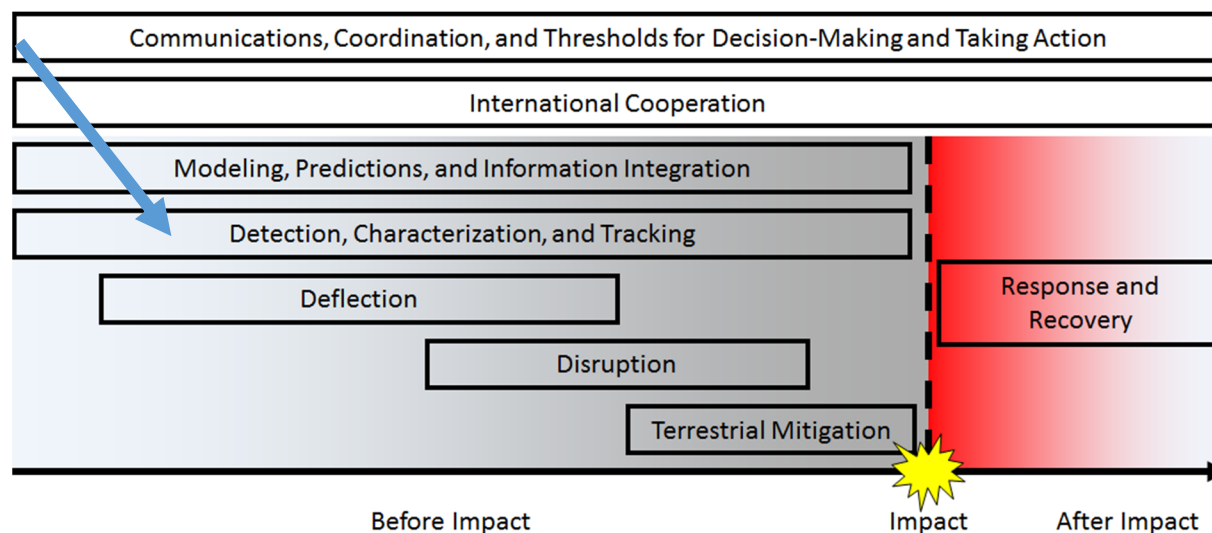 Communications, Coordination, and Thresholds for Decision-Making and Taking Action
International Cooperation
Modeling, Predictions, and Information Integration
Detection, Characterization, and Tracking
Deflection
Response and
Recovery
Disruption
Terrestrial Mitigation
Before Impact
Impact
After Impact